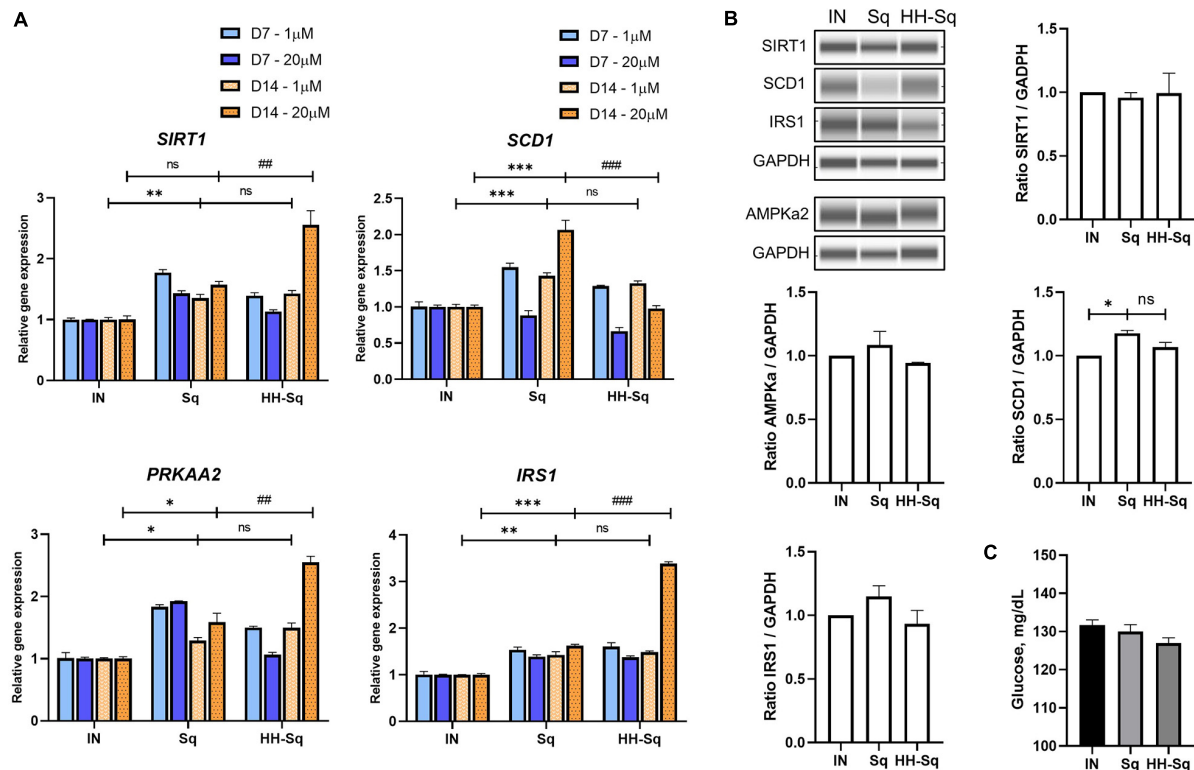 A
D7 - 1μM
D7 - 20μM
D14 - 1μM
D14 - 20μM
D7 - 1μM
D7 - 20μM
D14 - 1μM
D14 - 20μM
SIRT1
ns
##
**
ns
Relative gene expression
3
2
1
0
IN
Sq
HH-Sq
SCD1
***
###
***
ns
Relative gene expression
2.5
2.0
1.5
1.0
0.5
0.0
IN
Sq
HH-Sq
PRKAA2
*
##
*
ns
Relative gene expression
3
2
1
0
IN
Sq
HH-Sq
IRS1
***
###
**
ns
Relative gene expression
4
3
2
1
0
IN
Sq
HH-Sq
B
IN Sq HH-Sq
SIRT1
SCD1
IRS1
GAPDH
AMPKa2
GAPDH
Ratio SIRT1 / GADPH
1.5
1.0
0.5
0.0
IN Sq HH-Sq
Ratio AMPKa / GAPDH
1.5
1.0
0.5
0.0
IN Sq HH-Sq
Ratio SCD1 / GAPDH
1.5
1.0
0.5
0.0
* ns
IN Sq HH-Sq
Ratio IRS1 / GAPDH
1.5
1.0
0.5
0.0
IN Sq HH-Sq
C
Glucose, mg/dL
150
140
130
120
110
100
IN Sq HH-Sq